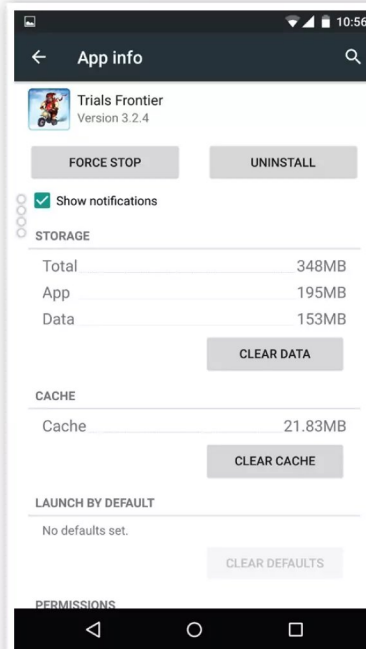 10:56
App info
Trials Frontier
Version 3.2.4
FORCE STOP UNINSTALL
Show notifications
STORAGE
Total 348MB
App 195MB
Data 153MB
CLEAR DATA
CACHE
Cache 21.83MB
CLEAR CACHE
LAUNCH BY DEFAULT
No defaults set.
CLEAR DEFAULTS
PERMISSIONS